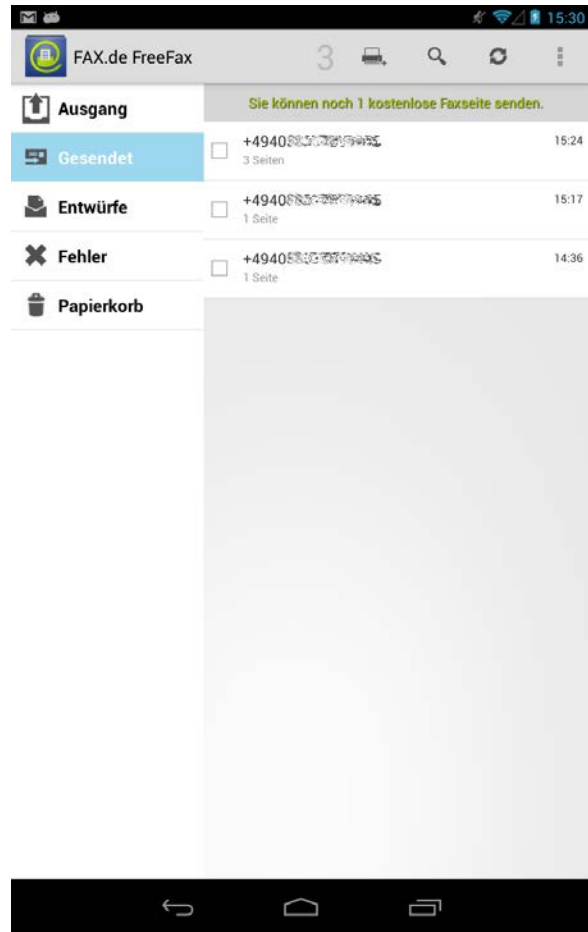 15:30
FAX.de FreeFax
3
Ausgang
Gesendet
Entwürfe
Fehler
Papierkorb
Sie können noch 1 kostenlose Faxseite senden.
+4940 15:24
3 Seiten
+4940 15:17
1 Seite
+4940 14:36
1 Seite